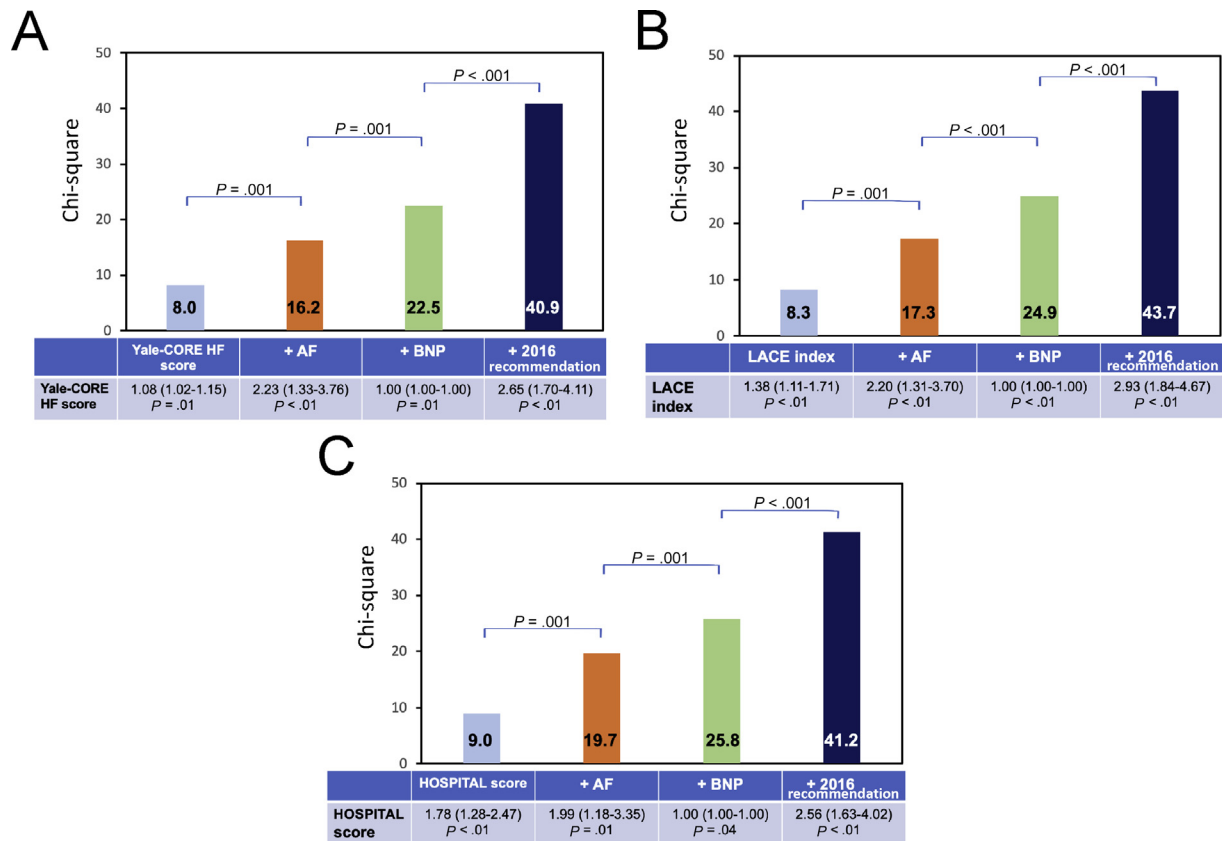 A
50
40
30
20
10
0
Chi-square
P = .001
P = .001
P < .001
8.0
16.2
22.5
40.9
Yale-CORE HF score
+ AF
+ BNP
+ 2016 recommendation
Yale-CORE HF score
1.08 (1.02-1.15)
P = .01
2.23 (1.33-3.76)
P < .01
1.00 (1.00-1.00)
P = .01
2.65 (1.70-4.11)
P < .01
B
50
40
30
20
10
0
Chi-square
P = .001
P < .001
P < .001
8.3
17.3
24.9
43.7
LACE index
+ AF
+ BNP
+ 2016 recommendation
LACE index
1.38 (1.11-1.71)
P < .01
2.20 (1.31-3.70)
P < .01
1.00 (1.00-1.00)
P < .01
2.93 (1.84-4.67)
P < .01
C
50
40
30
20
10
0
Chi-square
P = .001
P = .001
P < .001
9.0
19.7
25.8
41.2
HOSPITAL score
+ AF
+ BNP
+ 2016 recommendation
HOSPITAL score
1.78 (1.28-2.47)
P < .01
1.99 (1.18-3.35)
P = .01
1.00 (1.00-1.00)
P = .04
2.56 (1.63-4.02)
P < .01